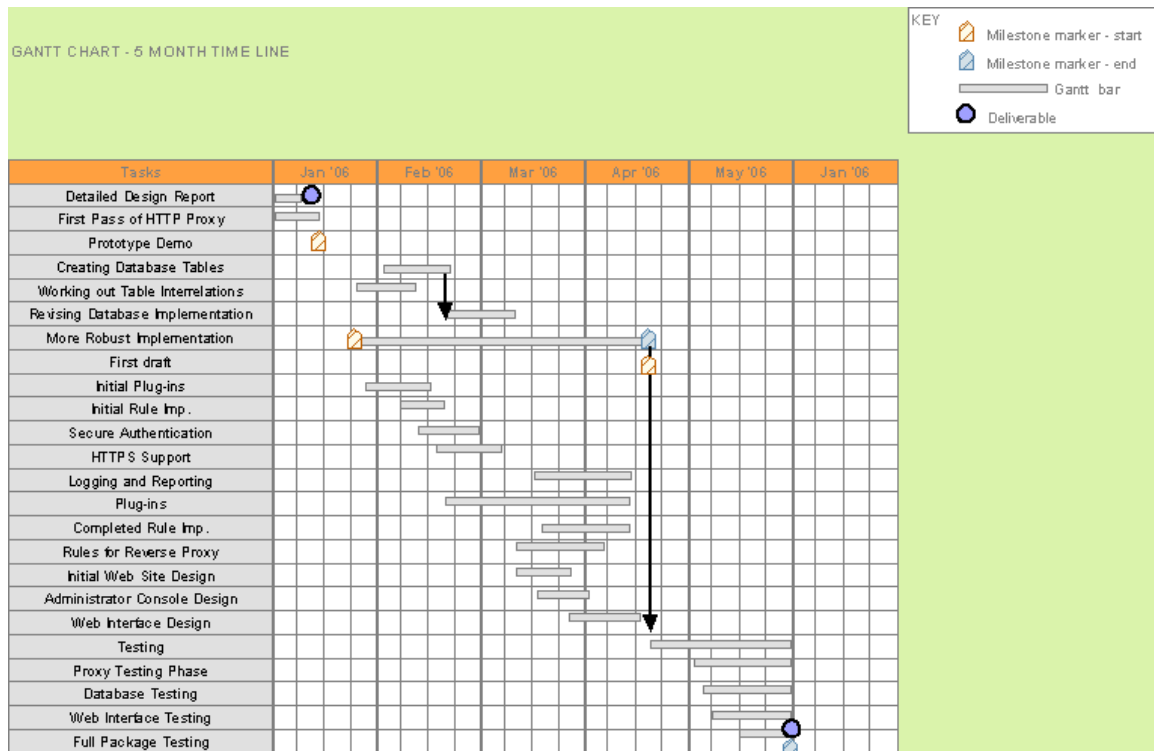 GANTT CHART - 5 MONTH TIME LINE
KEY
Milestone marker - start
Milestone marker - end
Gantt bar
Deliverable
Tasks Jan '06 Feb '06 Mar '06 Apr '06 May '06 Jan '06
Detailed Design Report
First Pass of HTTP Proxy
Prototype Demo
Creating Database Tables
Working out Table Interrelations
Revising Database Implementation
More Robust Implementation
First draft
Initial Plug-ins
Initial Rule Imp.
Secure Authentication
HTTPS Support
Logging and Reporting
Plug-ins
Completed Rule Imp.
Rules for Reverse Proxy
Initial Web Site Design
Administrator Console Design
Web Interface Design
Testing
Proxy Testing Phase
Database Testing
Web Interface Testing
Full Package Testing